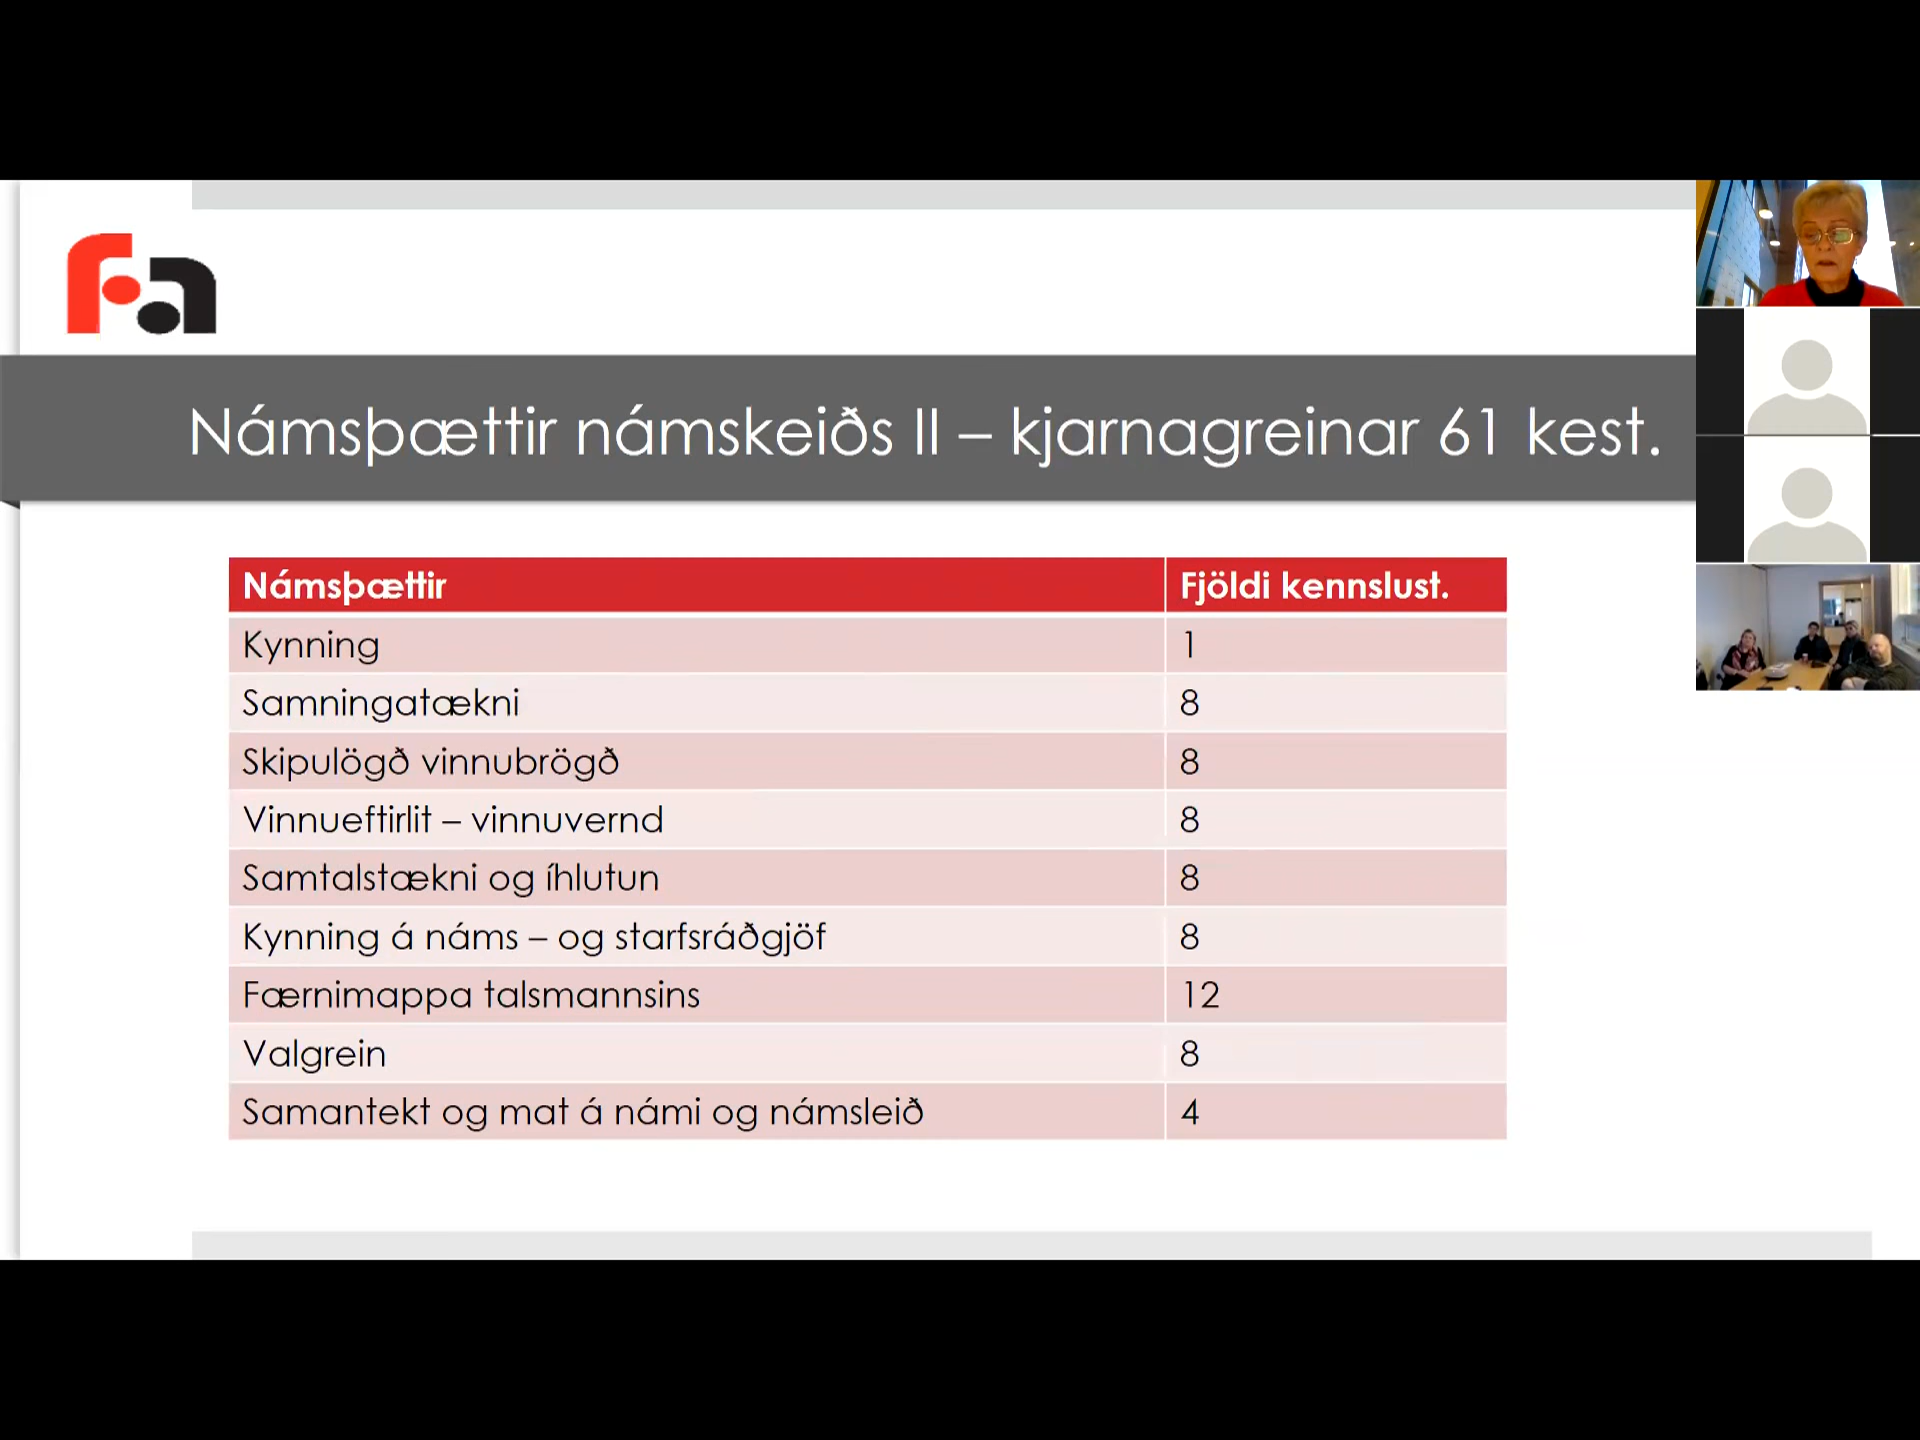 fa
Námsþættir námskeiðs II – kjarnagreinar 61 kest.
Námsþættir Fjöldi kennslust.
Kynning 1
Samningatækni 8
Skipulögð vinnubrögð 8
Vinnueftirlit – vinnuvernd 8
Samtalstækni og íhlutun 8
Kynning á náms – og starfsráðgjöf 8
Færnimappa talsmannsins 12
Valgrein 8
Samantekt og mat á námi og námsleið 4